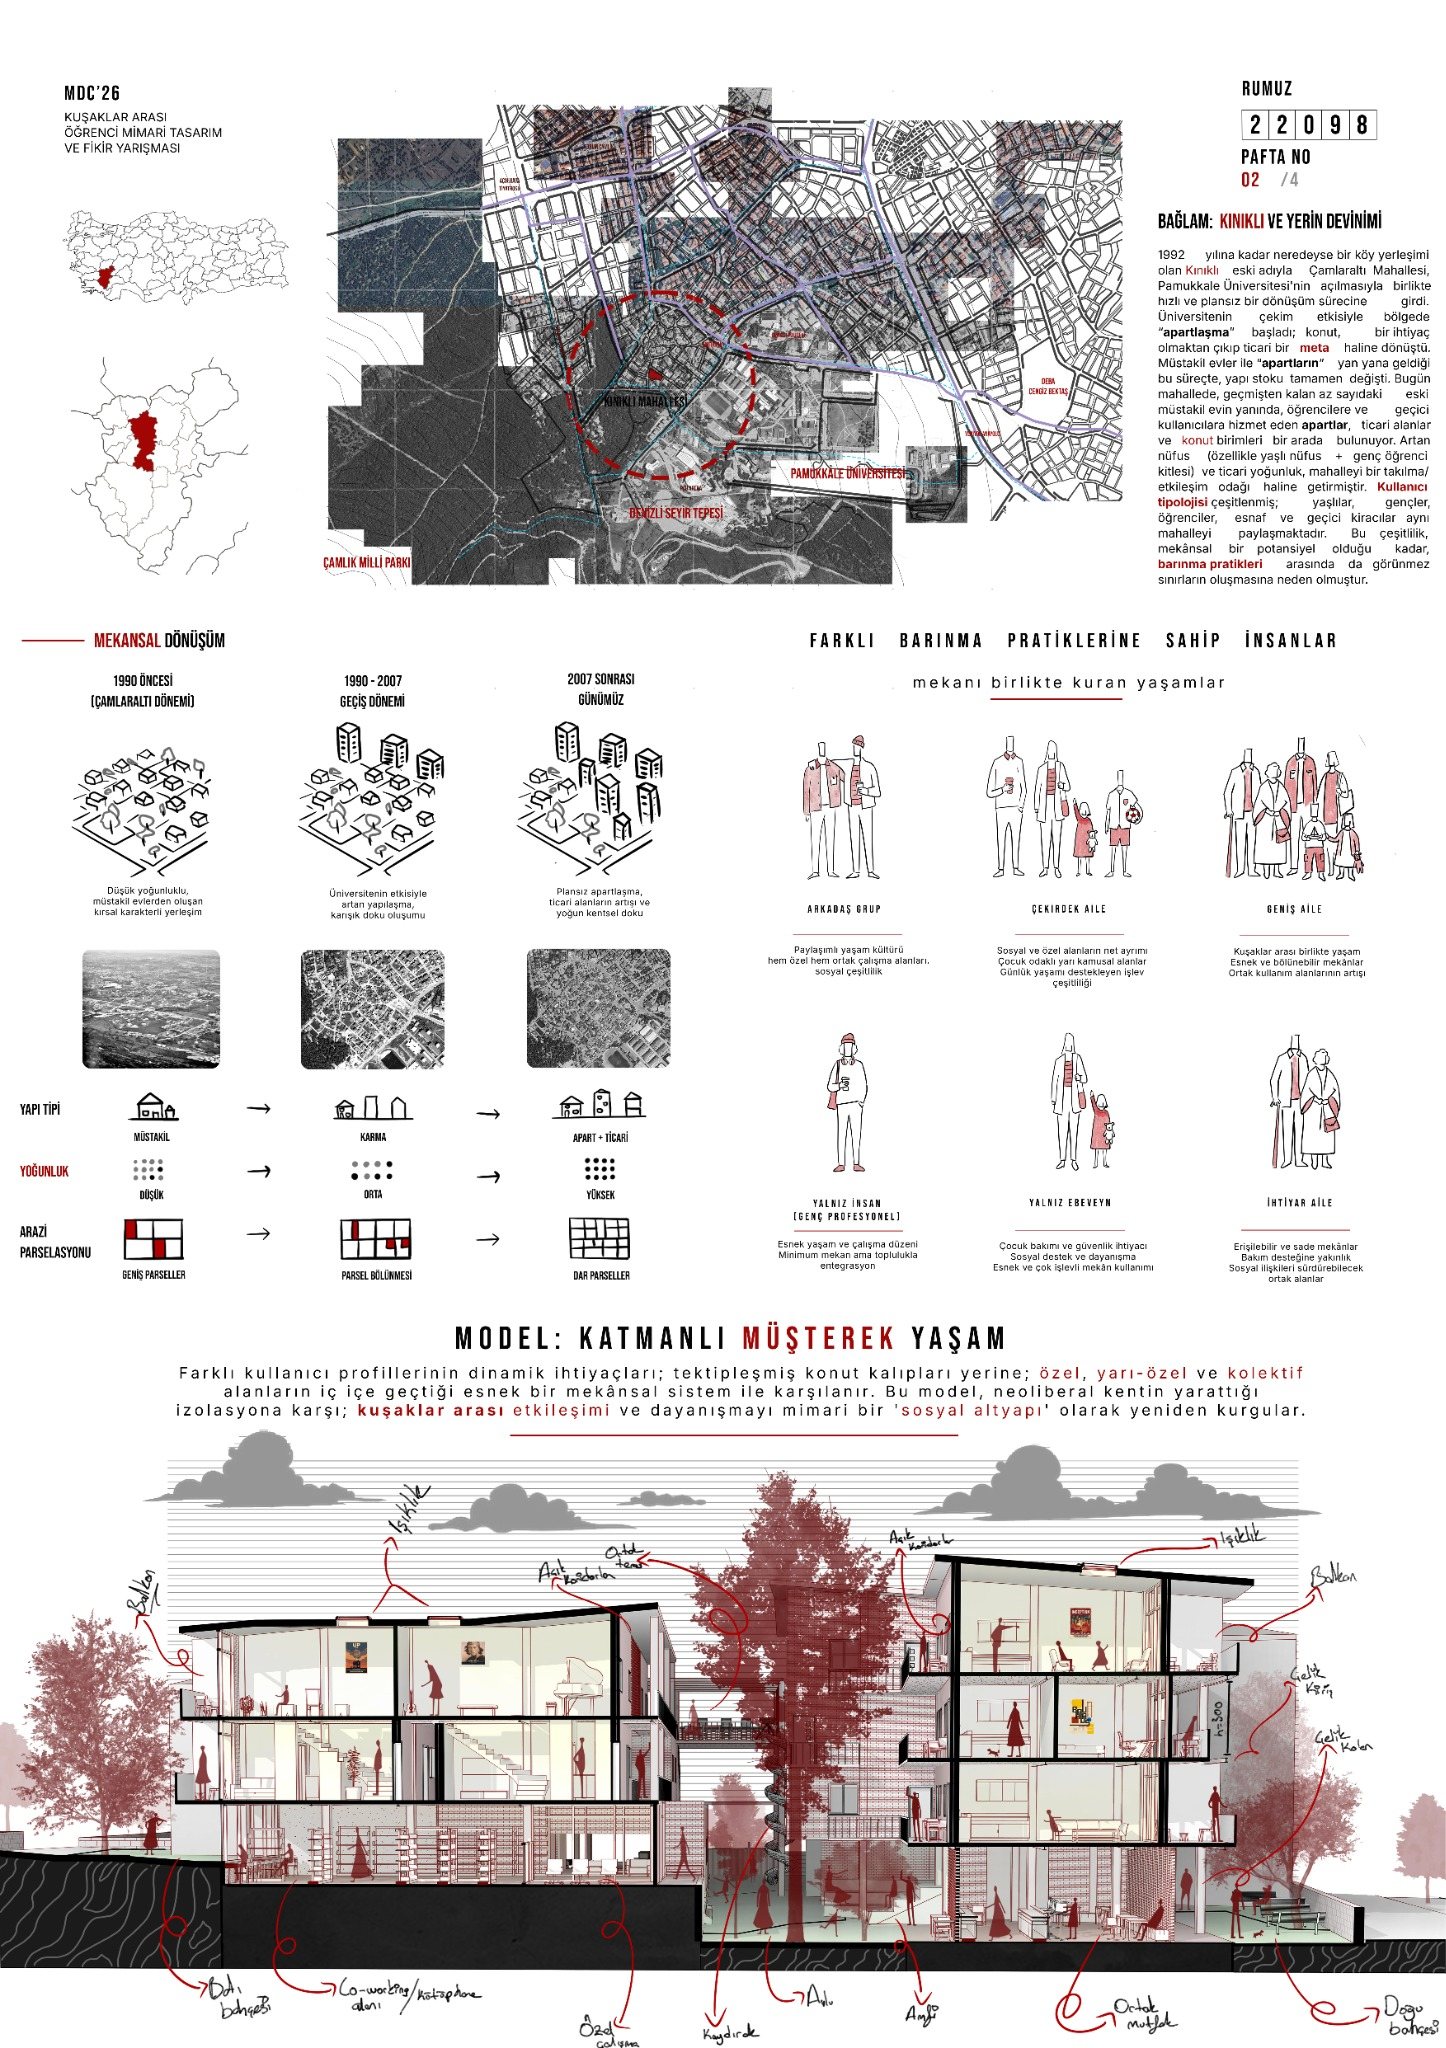 MDC'26
KUŞAKLAR ARASI
ÖĞRENCİ MİMARİ TASARIM
VE FİKİR YARIŞMASI
RUMUZ
2 2 0 9 8
PAFTA NO
02 /4
KINIKLI MAHALLESİ
PAMUKKALE ÜNİVERSİTESİ
DENİZLİ SEYİR TEPESİ
ÇAMLIK MİLLİ PARKI
DEBA
CENGİZ BEKTAŞ
BAĞLAM: KINIKLI VE YERİN DEVİNİMİ
1992 yılına kadar neredeyse bir köy yerleşimi
olan Kınıklı eski adıyla Çamlaraltı Mahallesi,
Pamukkale Üniversitesi'nin açılmasıyla birlikte
hızlı ve plansız bir dönüşüm sürecine girdi.
Üniversitenin çekim etkisiyle bölgede
"apartlaşma" başladı; konut, bir ihtiyaç
olmaktan çıkıp ticari bir meta haline dönüştü.
Müstakil evler ile "apartların" yan yana geldiği
bu süreçte, yapı stoku tamamen değişti. Bugün
mahallede, geçmişten kalan az sayıdaki eski
müstakil evin yanında, öğrencilere ve geçici
kullanıcılara hizmet eden apartlar, ticari alanlar
ve konut birimleri bir arada bulunuyor. Artan
nüfus (özellikle yaşlı nüfus + genç öğrenci
kitlesi) ve ticari yoğunluk, mahalleyi bir takılma/
etkileşim odağı haline getirmiştir. Kullanıcı
tipolojisi çeşitlenmiş; yaşlılar, gençler,
öğrenciler, esnaf ve geçici kiracılar aynı
mahalleyi paylaşmaktadır. Bu çeşitlilik,
mekânsal bir potansiyel olduğu kadar,
barınma pratikleri arasında da görünmez
sınırların oluşmasına neden olmuştur.
MEKANSAL DÖNÜŞÜM
1990 ÖNCESİ
(ÇAMLARALTI DÖNEMİ)
1990 - 2007
GEÇİŞ DÖNEMİ
2007 SONRASI
GÜNÜMÜZ
Düşük yoğunluklu,
müstakil evlerden oluşan
kırsal karakterli yerleşim
Üniversitenin etkisiyle
artan yapılaşma,
karışık doku oluşumu
Plansız apartlaşma,
ticari alanların artışı ve
yoğun kentsel doku
YAPI TİPİ
MÜSTAKİL
KARMA
APART + TİCARİ
YOĞUNLUK
DÜŞÜK
ORTA
YÜKSEK
ARAZİ
PARSELASYONU
GENİŞ PARSELLER
PARSEL BÖLÜNMESİ
DAR PARSELLER
FARKLI BARINMA PRATİKLERİNE SAHİP İNSANLAR
mekanı birlikte kuran yaşamlar
ARKADAŞ GRUP
Paylaşımlı yaşam kültürü
hem özel hem ortak çalışma alanları.
sosyal çeşitlilik
ÇEKİRDEK AİLE
Sosyal ve özel alanların net ayrımı
Çocuk odaklı yarı kamusal alanlar
Günlük yaşamı destekleyen işlev
çeşitliliği
GENİŞ AİLE
Kuşaklar arası birlikte yaşam
Esnek ve bölünebilir mekânlar
Ortak kullanım alanlarının artışı
YALNIZ İNSAN
(GENÇ PROFESYONEL)
Esnek yaşam ve çalışma düzeni
Minimum mekan ama toplulukla
entegrasyon
YALNIZ EBEVEYN
Çocuk bakımı ve güvenlik ihtiyacı
Sosyal destek ve dayanışma
Esnek ve çok işlevli mekân kullanımı
İHTİYAR AİLE
Erişilebilir ve sade mekânlar
Bakım desteğine yakınlık
Sosyal ilişkileri sürdürebilecek
ortak alanlar
MODEL: KATMANLI MÜŞTEREK YAŞAM
Farklı kullanıcı profillerinin dinamik ihtiyaçları; tektipleşmiş konut kalıpları yerine; özel, yarı-özel ve kolektif
alanların iç içe geçtiği esnek bir mekânsal sistem ile karşılanır. Bu model, neoliberal kentin yarattığı
izolasyona karşı; kuşaklar arası etkileşimi ve dayanışmayı mimari bir 'sosyal altyapı' olarak yeniden kurgular.
Balkon
Işıklık
Açık
koridorlar
Ortak
teras
Açık
koridorlar
Işıklık
Balkon
Çelik
Kiriş
h=300
Çelik
Kolon
UP
Batı
bahçesi
Co-working
alanı
/kütüphane
Özel
çalışma
Kaydırak
Avlu
Amfi
Ortak
mutfak
Doğu
bahçesi